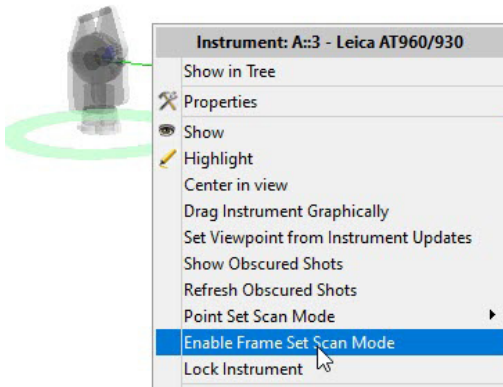 Instrument: A::3 - Leica AT960/930
Show in Tree
Properties
Show
Highlight
Center in view
Drag Instrument Graphically
Set Viewpoint from Instrument Updates
Show Obscured Shots
Refresh Obscured Shots
Point Set Scan Mode
Enable Frame Set Scan Mode
Lock Instrument